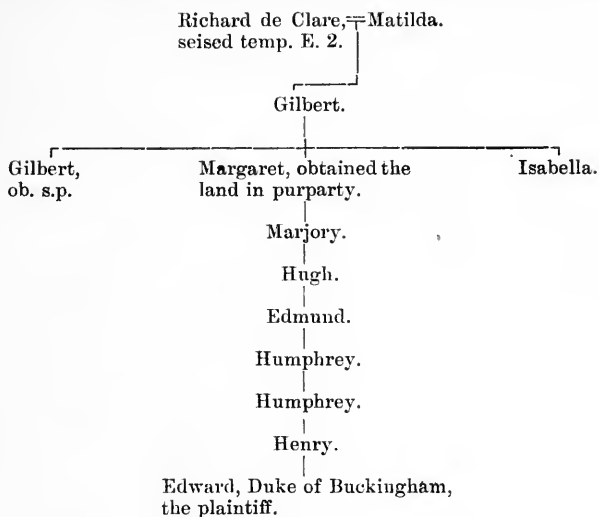 Richard de Clare, Matilda.
seised temp. E. 2.
Gilbert.
Gilbert, Margaret, obtained the Isabella.
ob. s.p. land in purparty.
Marjory.
Hugh.
Edmund.
Humphrey.
Humphrey.
Henry.
Edward, Duke of Buckingham,
the plaintiff.